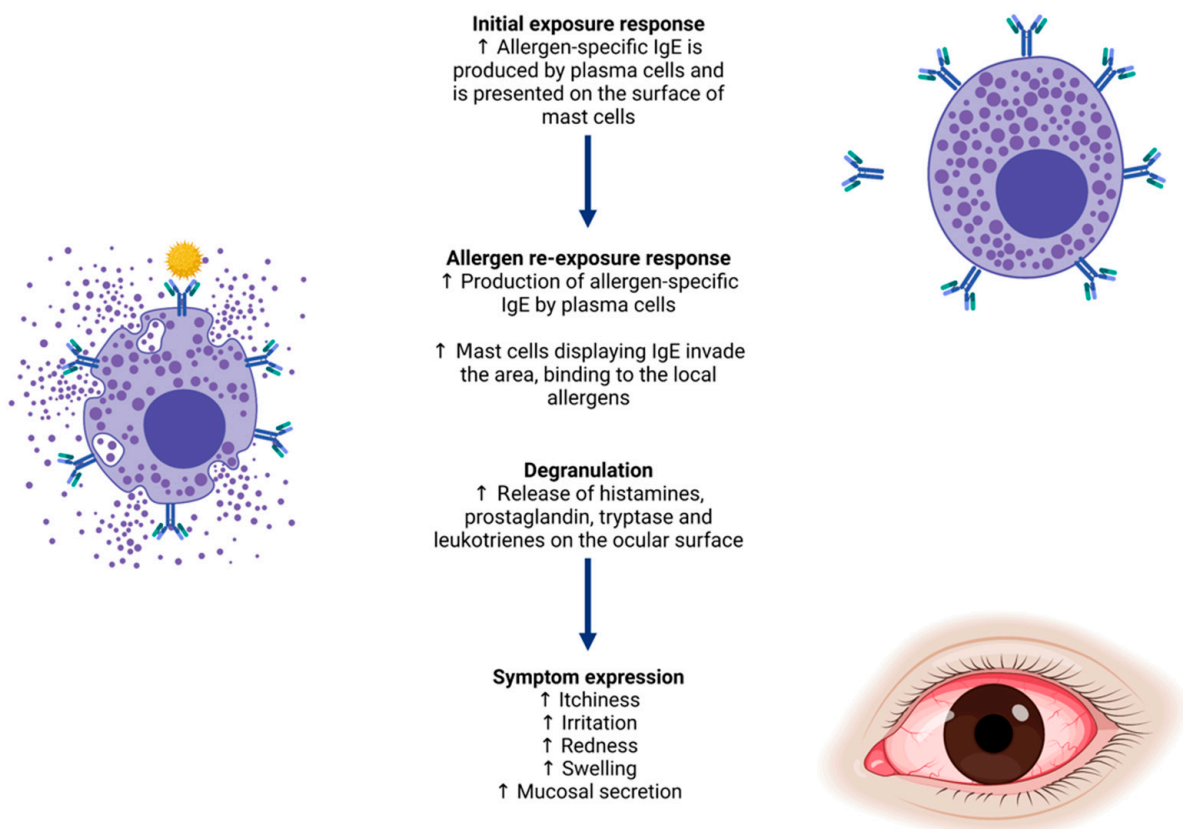 Initial exposure response
↑ Allergen-specific IgE is
produced by plasma cells and
is presented on the surface of
mast cells
Allergen re-exposure response
↑ Production of allergen-specific
IgE by plasma cells
↑ Mast cells displaying IgE invade
the area, binding to the local
allergens
Degranulation
↑ Release of histamines,
prostaglandin, tryptase and
leukotrienes on the ocular surface
Symptom expression
↑ Itchiness
↑ Irritation
↑ Redness
↑ Swelling
↑ Mucosal secretion